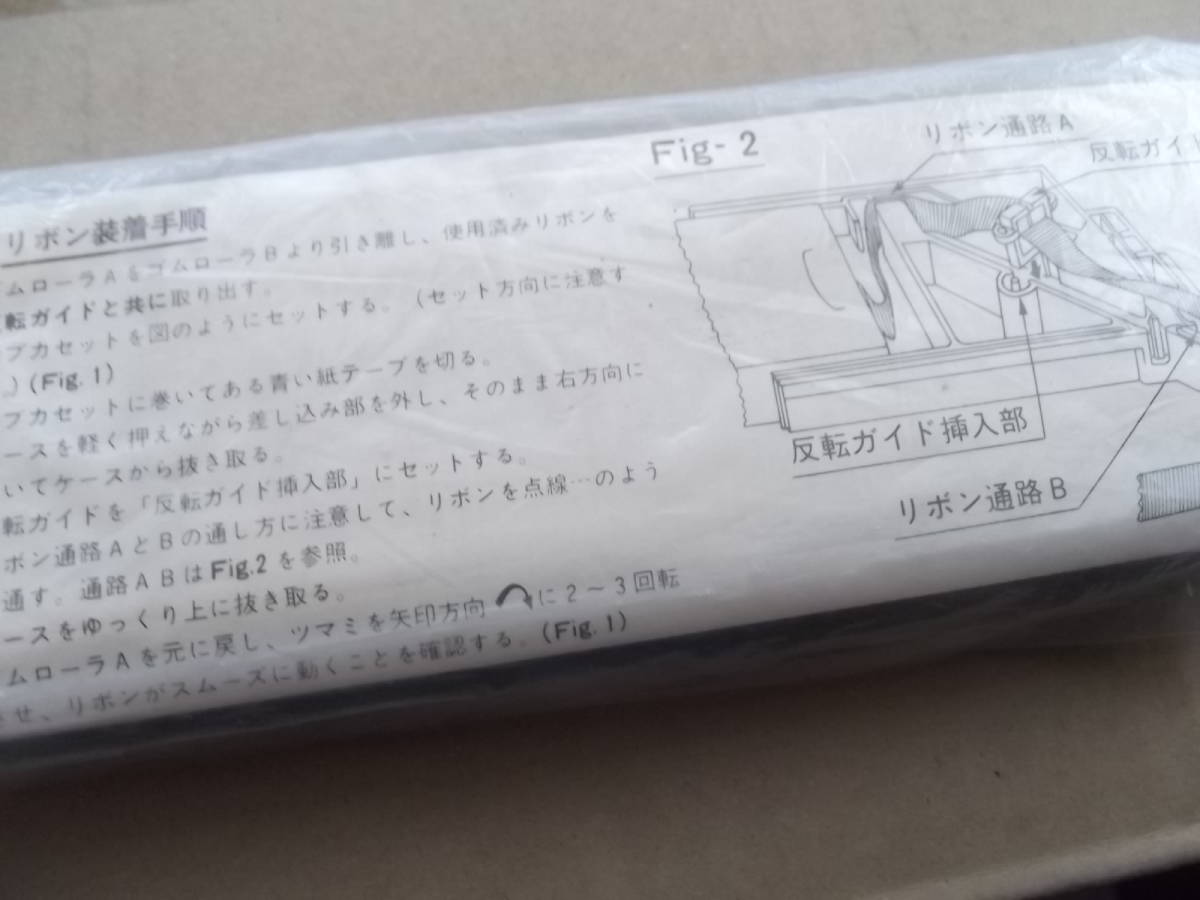 リボン装着手順
ムローラAをゴムローラBより引き離し、使用済みリボンを
転ガイドと共に取り出す。
プカセットを図のようにセットする。(セット方向に注意す
。)(Fig.1)
プカセットに巻いてある青い紙テープを切る。
ースを軽く押えながら差し込み部を外し、そのまま右方向に
いてケースから抜き取る。
転ガイドを「反転ガイド挿入部」にセットする。
ボン通路AとBの通し方に注意して、リボンを点線…のよう
通す。通路ABはFig.2を参照。
ースをゆっくり上に抜き取る。
ムローラAを元に戻し、ツマミを矢印方向に2～3回転
させ、リボンがスムーズに動くことを確認する。(Fig.1)
Fig-2
リボン通路A
反転ガイ
反転ガイド挿入部
リボン通路B